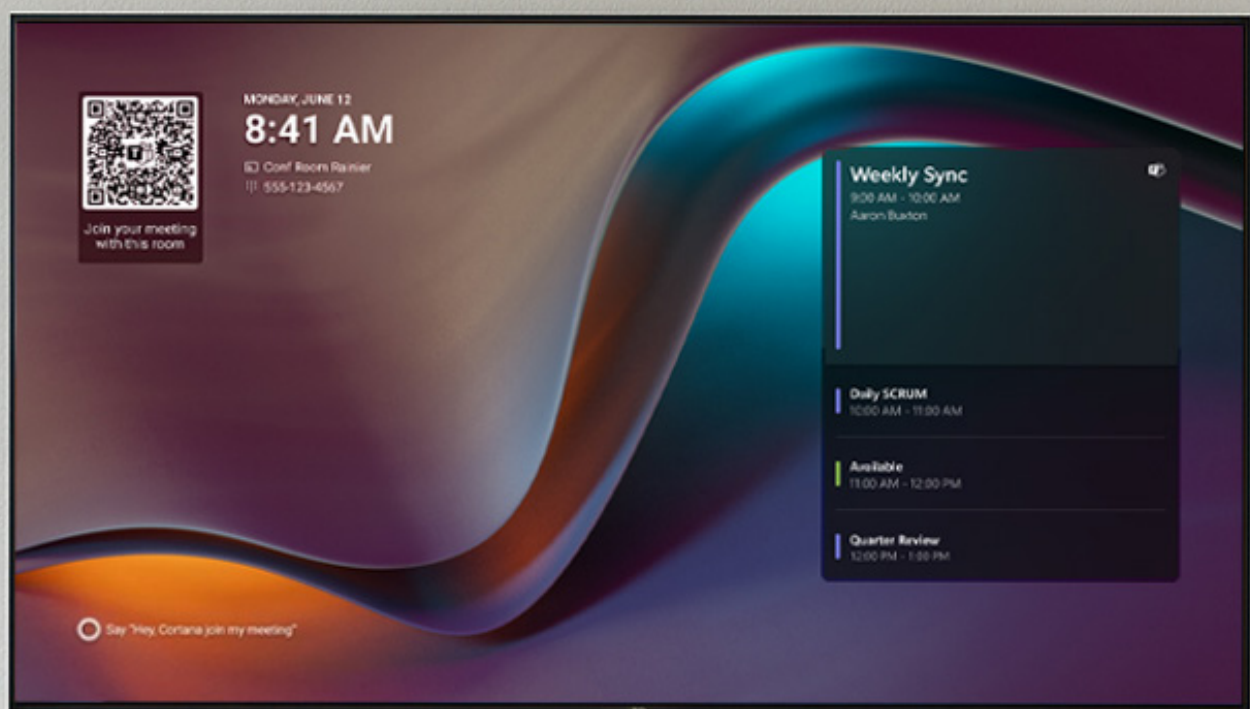 MONDAY, JUNE 12
8:41 AM
Conf Room Rainier
555-123-4567
Join your meeting
with this room
Weekly Sync
9:00 AM - 10:00 AM
Aaron Buxton
Daily SCRUM
10:00 AM - 11:00 AM
Available
11:00 AM - 12:00 PM
Quarter Review
12:00 PM - 1:00 PM
Say "Hey, Cortana join my meeting"